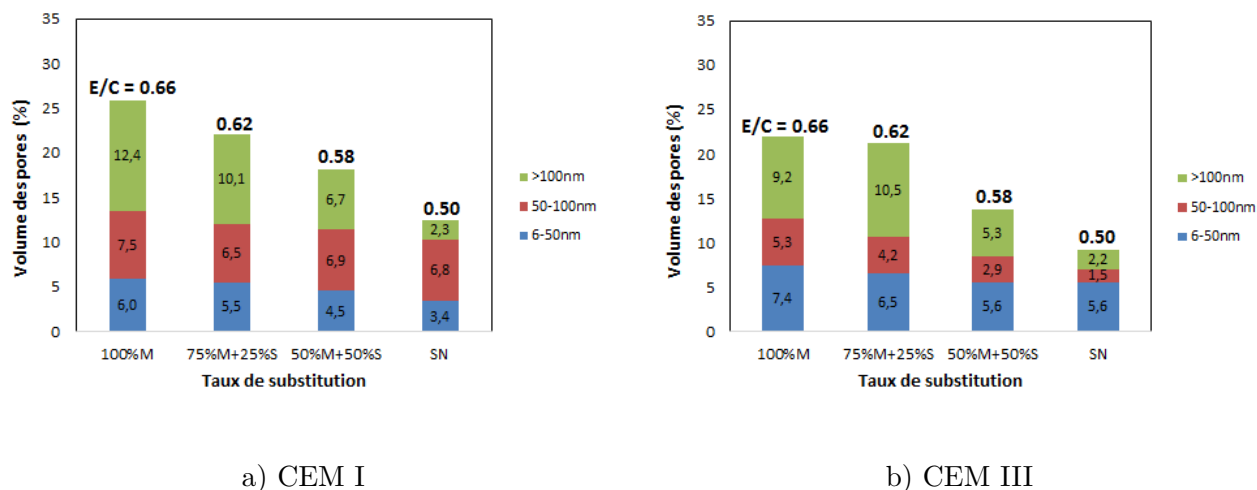 35
30
25
20
15
10
5
0
Volume des pores (%)
E/C = 0.66
0.62
0.58
0.50
12,4
10,1
6,7
2,3
7,5
6,5
6,9
6,8
6,0
5,5
4,5
3,4
100%M
75%M+25%S
50%M+50%S
SN
Taux de substitution
>100nm
50-100nm
6-50nm
a) CEM I
35
30
25
20
15
10
5
0
Volume des pores (%)
E/C = 0.66
0.62
0.58
0.50
9,2
10,5
5,3
2,2
5,3
4,2
2,9
1,5
7,4
6,5
5,6
5,6
100%M
75%M+25%S
50%M+50%S
SN
Taux de substitution
>100nm
50-100nm
6-50nm
b) CEM III